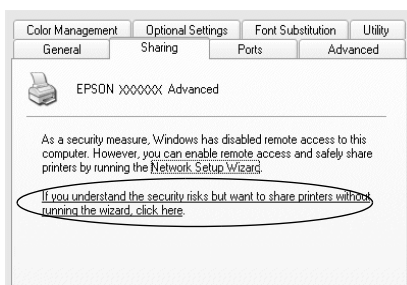 Color Management Optional Settings Font Substitution Utility
General Sharing Ports Advanced
EPSON XXXXXX Advanced
As a security measure, Windows has disabled remote access to this
computer. However, you can enable remote access and safely share
printers by running the Network Setup Wizard.
If you understand the security risks but want to share printers without
running the wizard, click here.